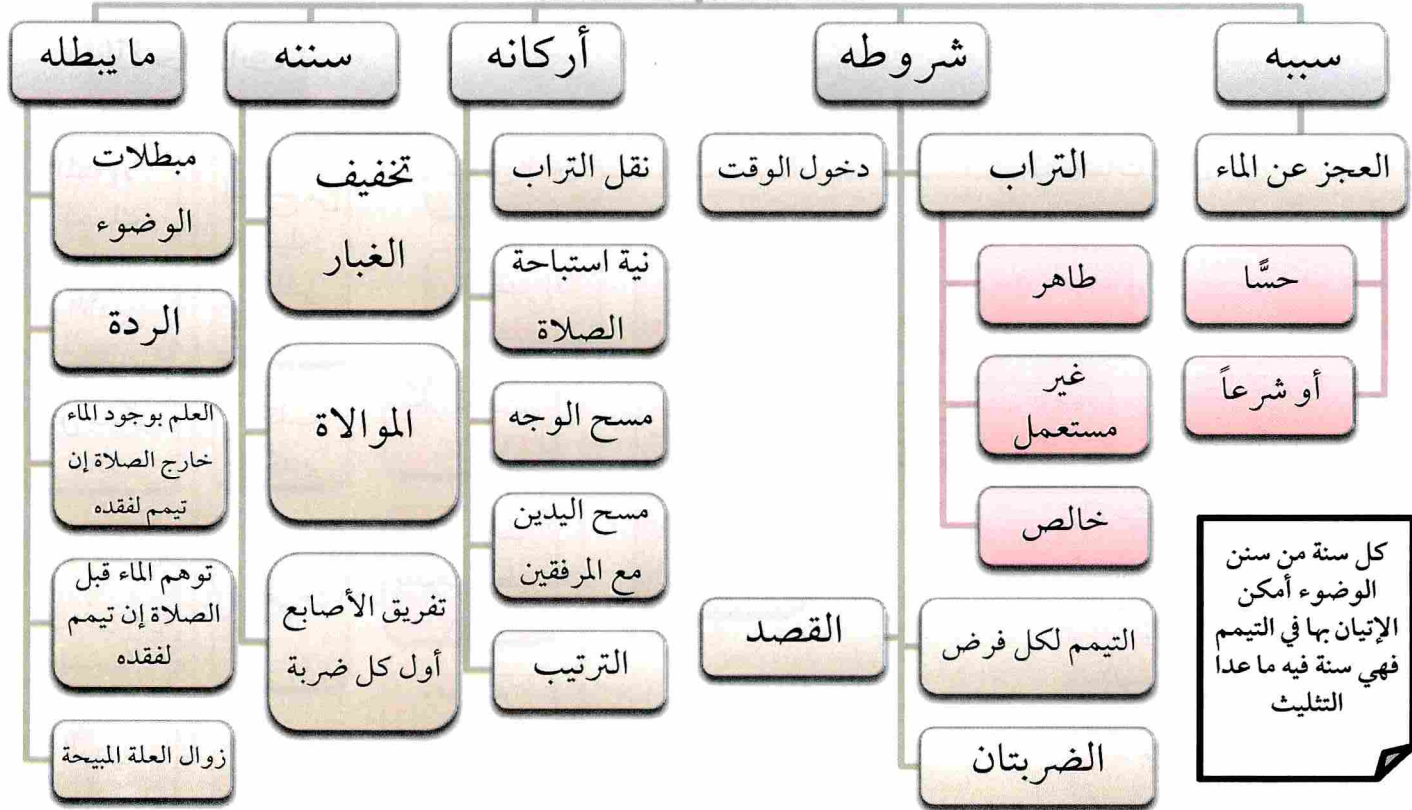 سببه
العجز عن الماء
حسًّا
أو شرعاً
كل سنة من سنن
الوضوء أمكن
الإتيان بها في التيمم
فهي سنة فيه ما عدا
التثليث
شروطه
التراب
طاهر
غير
مستعمل
خالص
دخول الوقت
التيمم لكل فرض
القصد
الضربتان
أركانه
نقل التراب
نية استباحة
الصلاة
مسح الوجه
مسح اليدين
مع المرفقين
الترتيب
سننه
تخفيف
الغبار
الموالاة
تفريق الأصابع
أول كل ضربة
ما يبطله
مبطلات
الوضوء
الردة
العلم بوجود الماء
خارج الصلاة إن
تيمم لفقده
توهم الماء قبل
الصلاة إن تيمم
لفقده
زوال العلة المبيحة